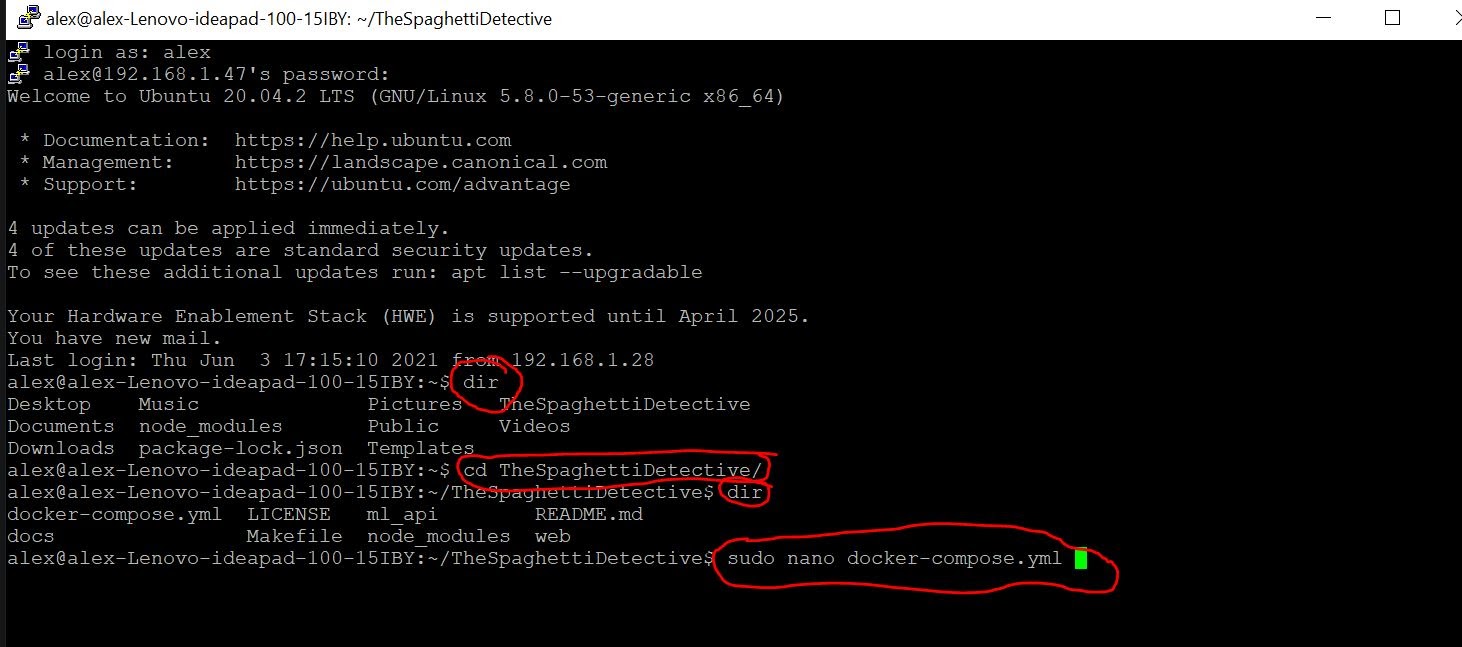 alex@alex-Lenovo-ideapad-100-15IBY: ~/TheSpaghettiDetective
login as: alex
alex@192.168.1.47's password:
Welcome to Ubuntu 20.04.2 LTS (GNU/Linux 5.8.0-53-generic x86_64)
* Documentation:  https://help.ubuntu.com
* Management:     https://landscape.canonical.com
* Support:        https://ubuntu.com/advantage
4 updates can be applied immediately.
4 of these updates are standard security updates.
To see these additional updates run: apt list --upgradable
Your Hardware Enablement Stack (HWE) is supported until April 2025.
You have new mail.
Last login: Thu Jun  3 17:15:10 2021 from 192.168.1.28
alex@alex-Lenovo-ideapad-100-15IBY:~$ dir
Desktop    Music              Pictures   TheSpaghettiDetective
Documents  node_modules       Public     Videos
Downloads  package-lock.json  Templates
alex@alex-Lenovo-ideapad-100-15IBY:~$ cd TheSpaghettiDetective/
alex@alex-Lenovo-ideapad-100-15IBY:~/TheSpaghettiDetective$ dir
docker-compose.yml  LICENSE   ml_api        README.md
docs                Makefile  node_modules  web
alex@alex-Lenovo-ideapad-100-15IBY:~/TheSpaghettiDetective$ sudo nano docker-compose.yml